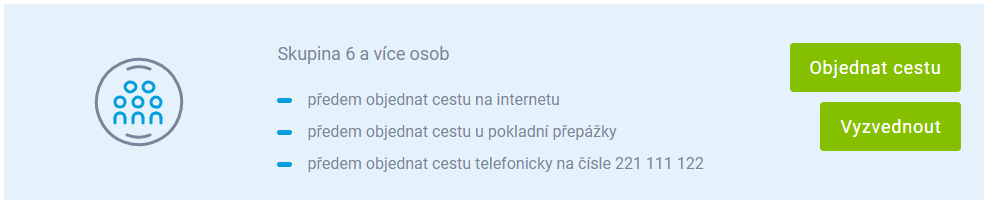 Skupina 6 a více osob
předem objednat cestu na internetu
předem objednat cestu u pokladní přepážky
předem objednat cestu telefonicky na čísle 221 111 122
Objednat cestu
Vyzvednout